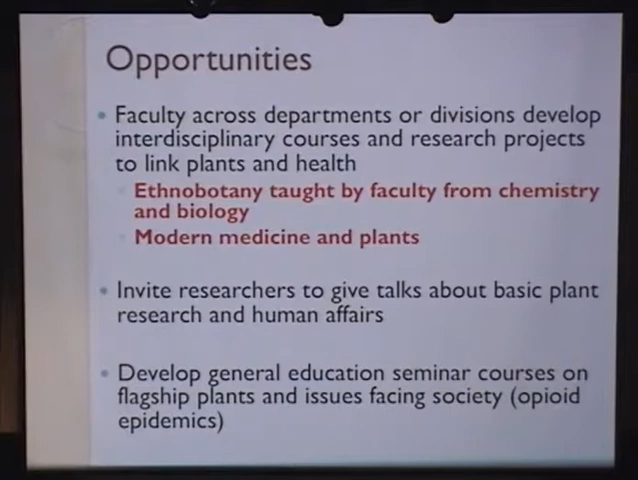 Opportunities
• Faculty across departments or divisions develop
interdisciplinary courses and research projects
to link plants and health
Ethnobotany taught by faculty from chemistry
and biology
Modern medicine and plants
• Invite researchers to give talks about basic plant
research and human affairs
• Develop general education seminar courses on
flagship plants and issues facing society (opioid
epidemics)